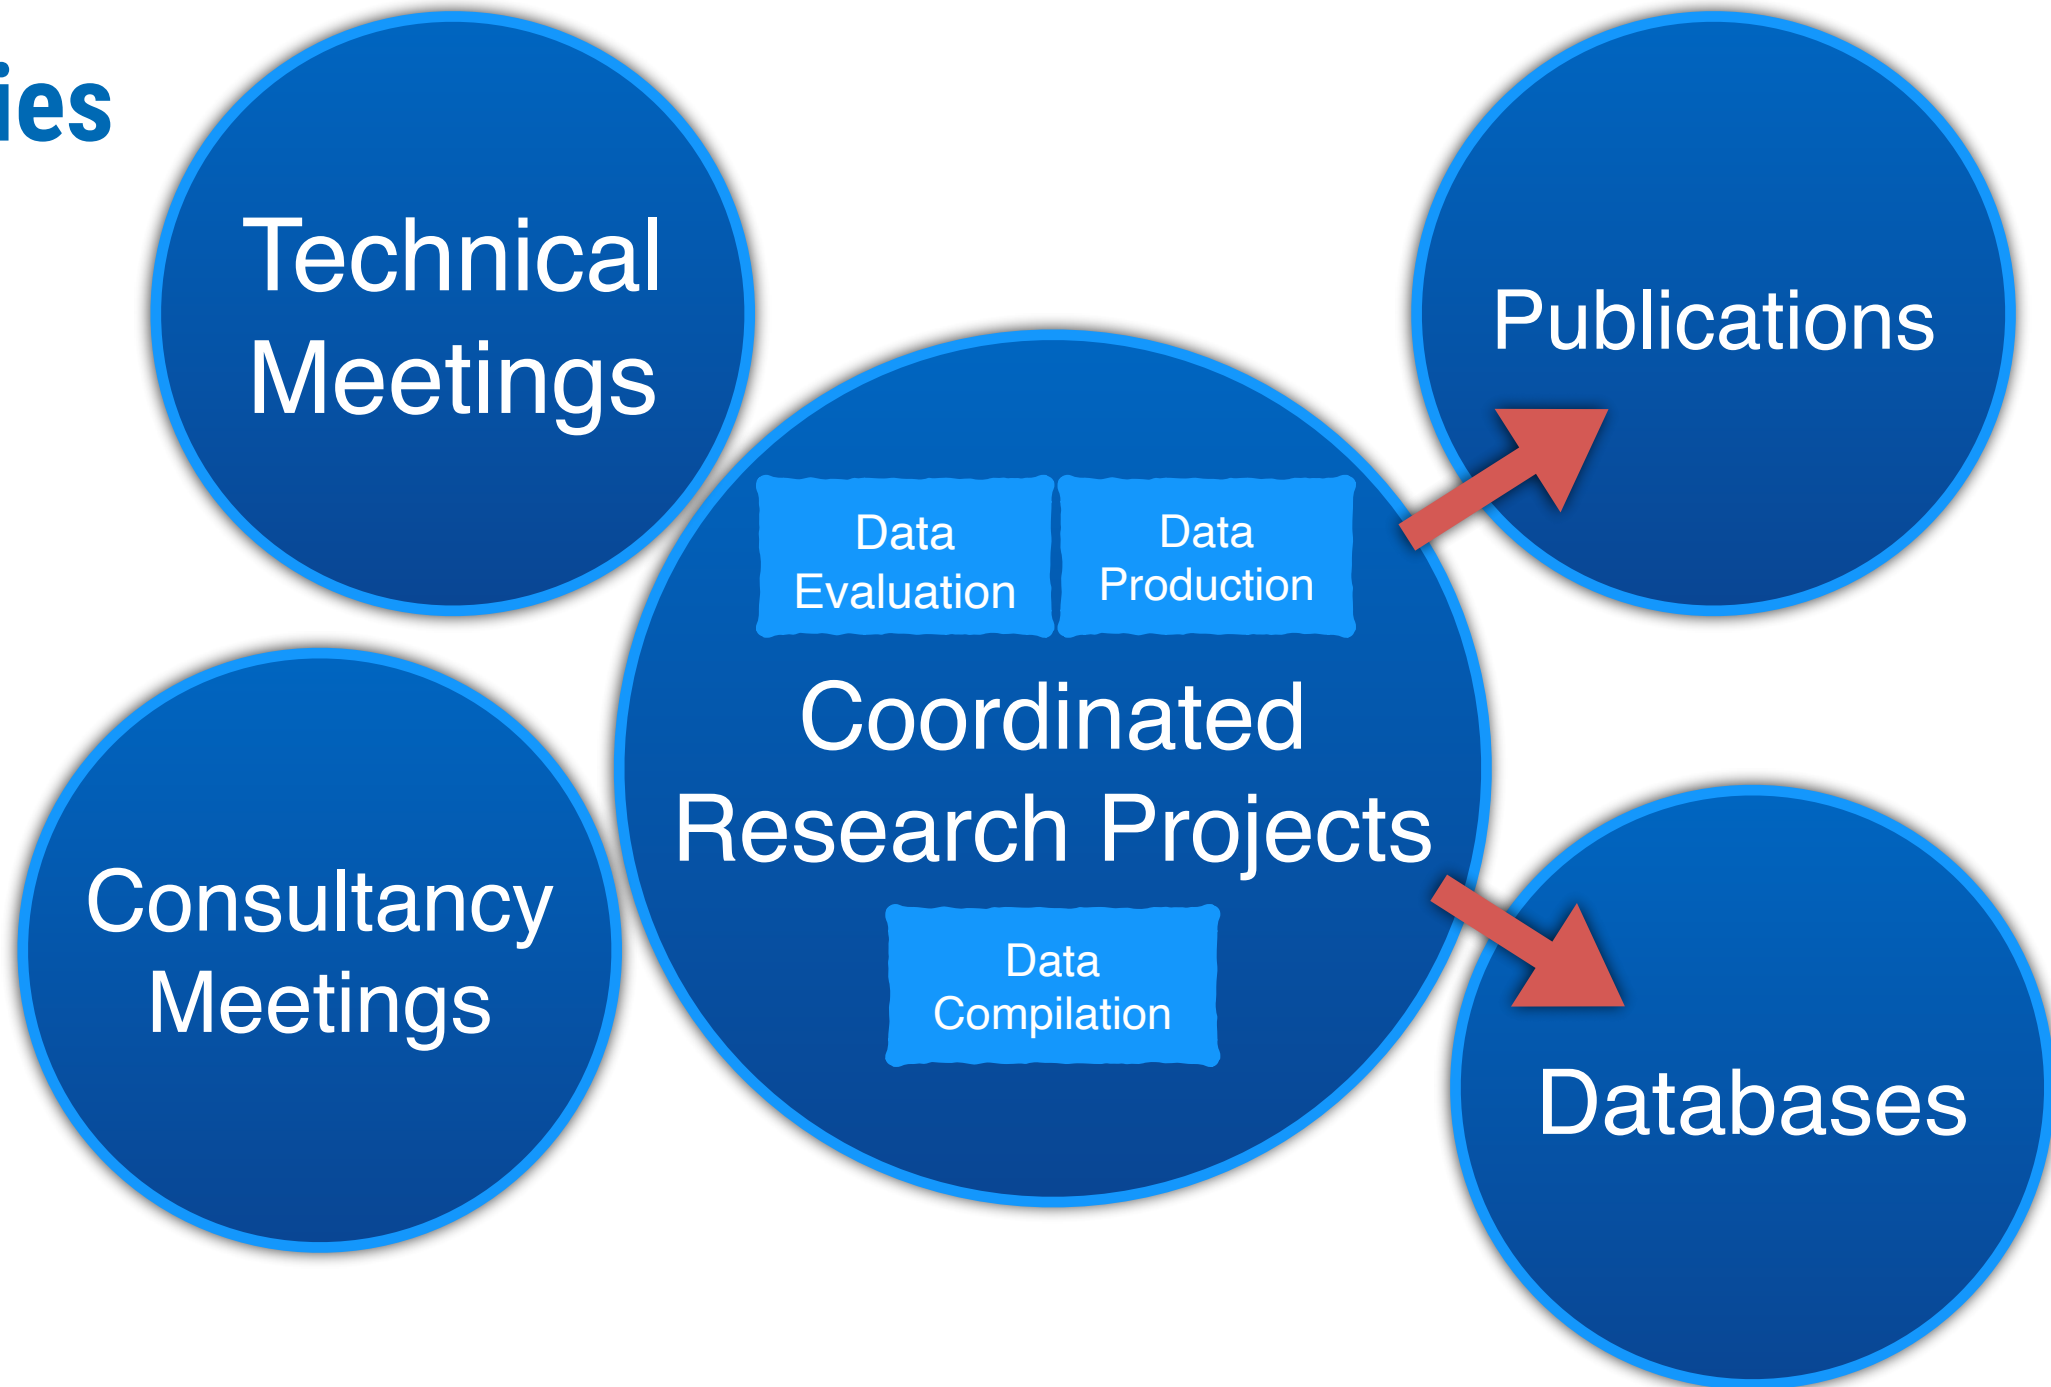 ies
Technical
Meetings
Publications
Data
Evaluation
Data
Production
Coordinated
Research Projects
Data
Compilation
Consultancy
Meetings
Databases